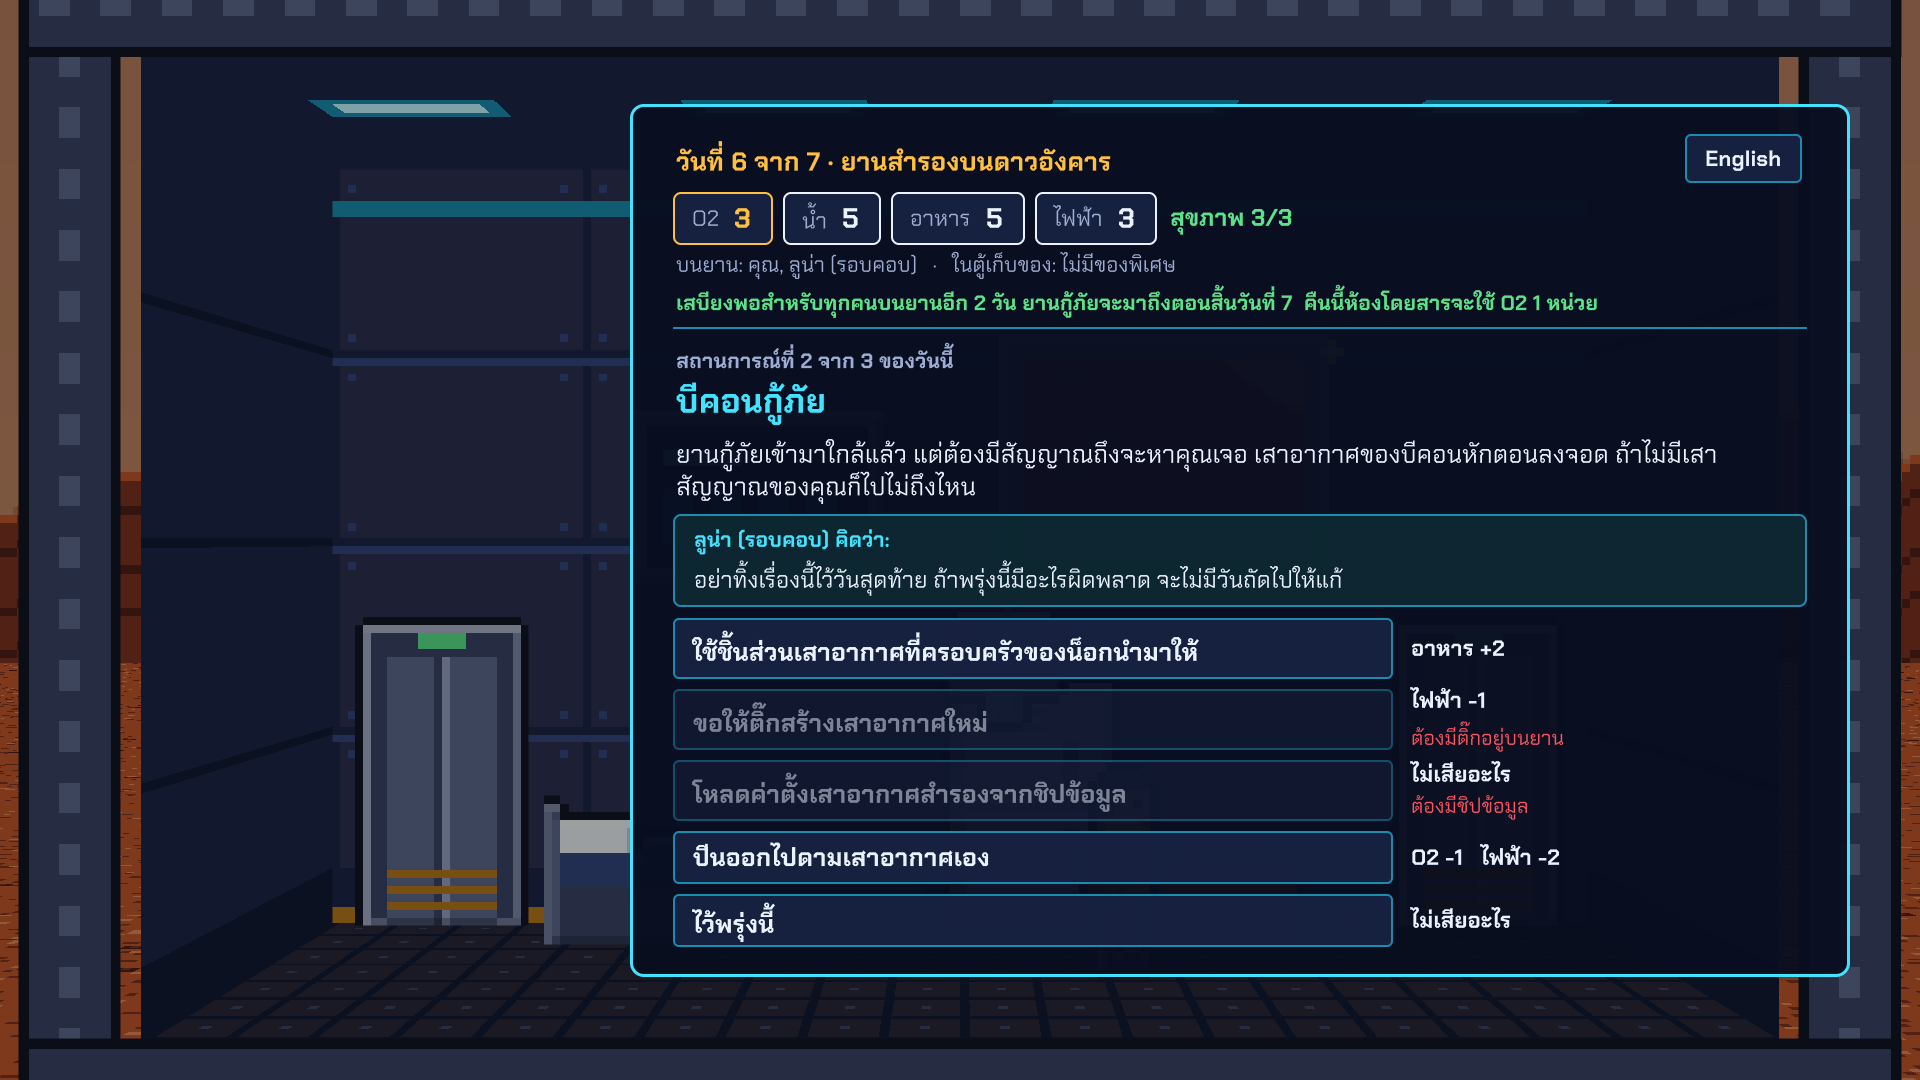 วันที่ 6 จาก 7 · ยานสำรองบนดาวอังคาร
English
O2 3 น้ำ 5 อาหาร 5 ไฟฟ้า 3 สุขภาพ 3/3
บนยาน: คุณ, ลูน่า (รอบคอบ) · ในตู้เก็บของ: ไม่มีของพิเศษ
เสบียงพอสำหรับทุกคนบนยานอีก 2 วัน ยานกู้ภัยจะมาถึงตอนสิ้นวันที่ 7 คืนนี้ห้องโดยสารจะใช้ O2 1 หน่วย
สถานการณ์ที่ 2 จาก 3 ของวันนี้
บีคอนกู้ภัย
ยานกู้ภัยเข้ามาใกล้แล้ว แต่ต้องมีสัญญาณถึงจะหาคุณเจอ เสาอากาศของบีคอนหักตอนลงจอด ถ้าไม่มีเสา
สัญญาณของคุณก็ไปไม่ถึงไหน
ลูน่า (รอบคอบ) คิดว่า:
อย่าทิ้งเรื่องนี้ไว้วันสุดท้าย ถ้าพรุ่งนี้มีอะไรผิดพลาด จะไม่มีวันถัดไปให้แก้
ใช้ชิ้นส่วนเสาอากาศที่ครอบครัวของน็อกนำมาให้
อาหาร +2
ขอให้ติ๊กสร้างเสาอากาศใหม่
ไฟฟ้า -1
ต้องมีติ๊กอยู่บนยาน
โหลดค่าตั้งเสาอากาศสำรองจากชิปข้อมูล
ไม่เสียอะไร
ต้องมีชิปข้อมูล
ปีนออกไปดามเสาอากาศเอง
O2 -1 ไฟฟ้า -2
ไว้พรุ่งนี้
ไม่เสียอะไร